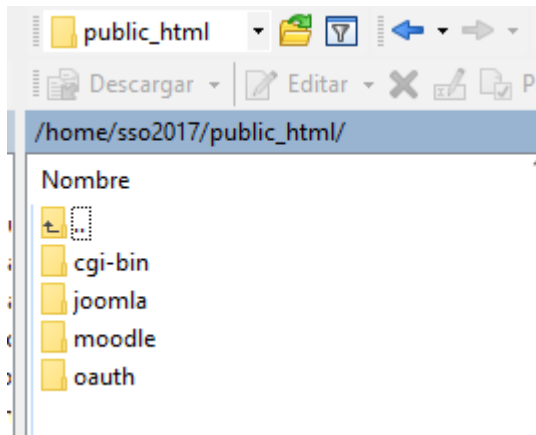 public_html
Descargar Editar
/home/sso2017/public_html/
Nombre
..
cgi-bin
joomla
moodle
oauth